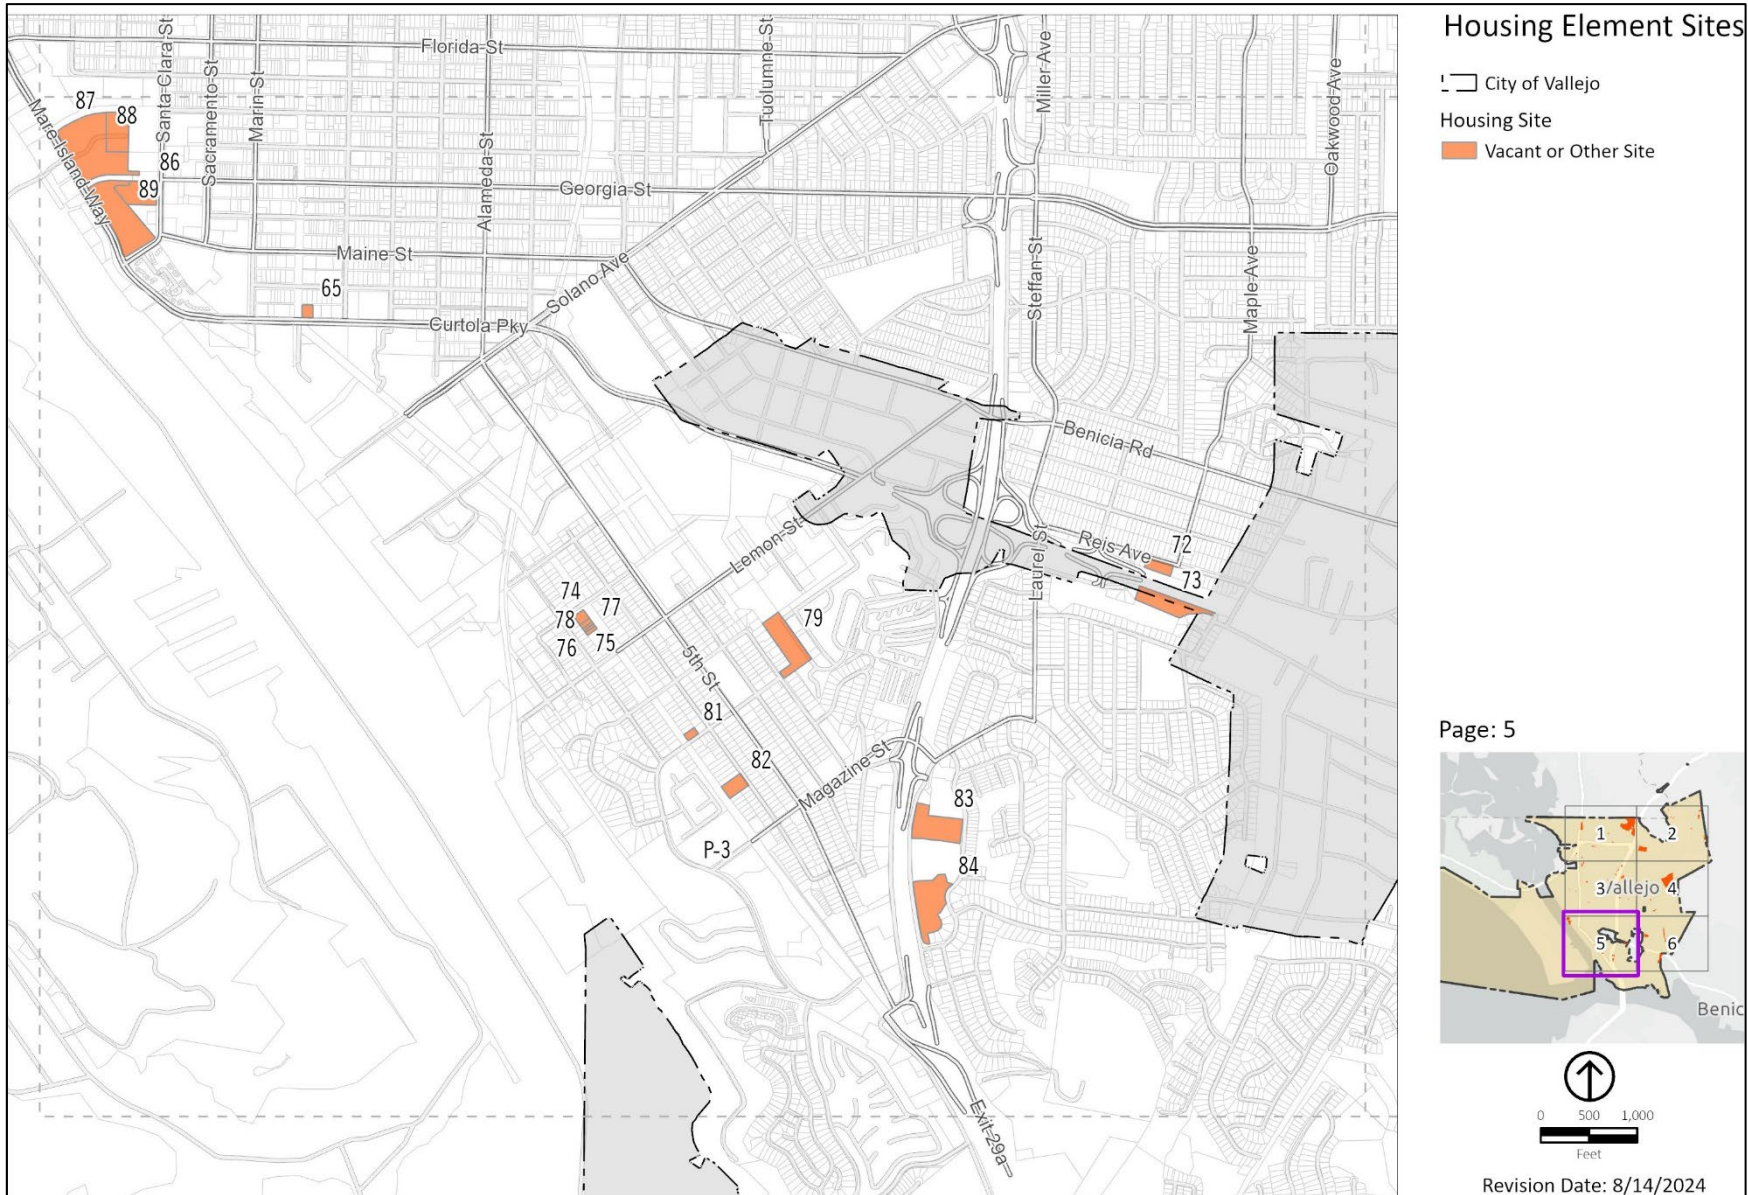 Housing Element Sites
City of Vallejo
Housing Site
Vacant or Other Site
Florida St
Santa Clara St
Sacramento St
Marin St
Alameda St
Tuolumne St
Miller Ave
Oakwood Ave
Mare Island Way
87
88
86
89
Georgia St
Maine St
Solano Ave
65
Curtola Pky
Steffan St
Maple Ave
Benicia Rd
Lemon St
Laurel St
Reis Ave
72
73
74
77
78
75
76
79
5th St
81
82
Magazine St
83
P-3
84
Exit 29a
Page: 5
1
2
3
Vallejo
4
5
6
Benic
0 500 1,000
Feet
Revision Date: 8/14/2024